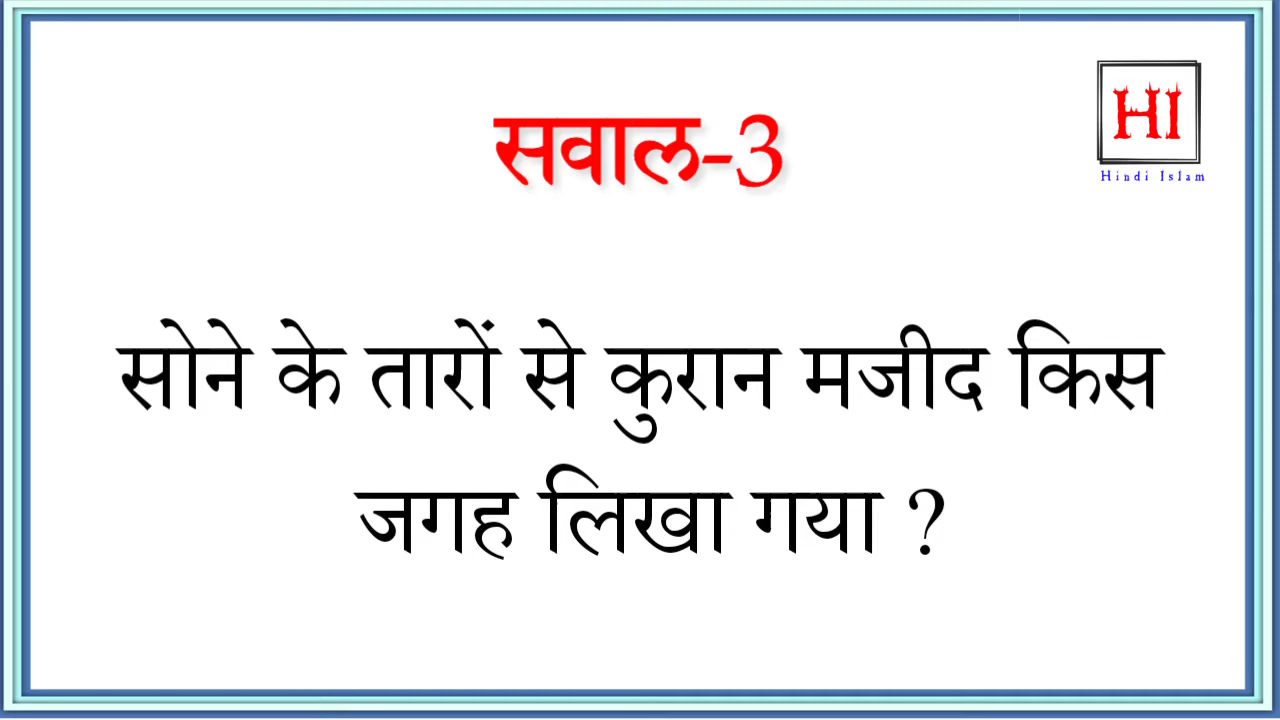 HI
Hindi Islam
सवाल-3
सोने के तारों से कुरान मजीद किस
जगह लिखा गया ?